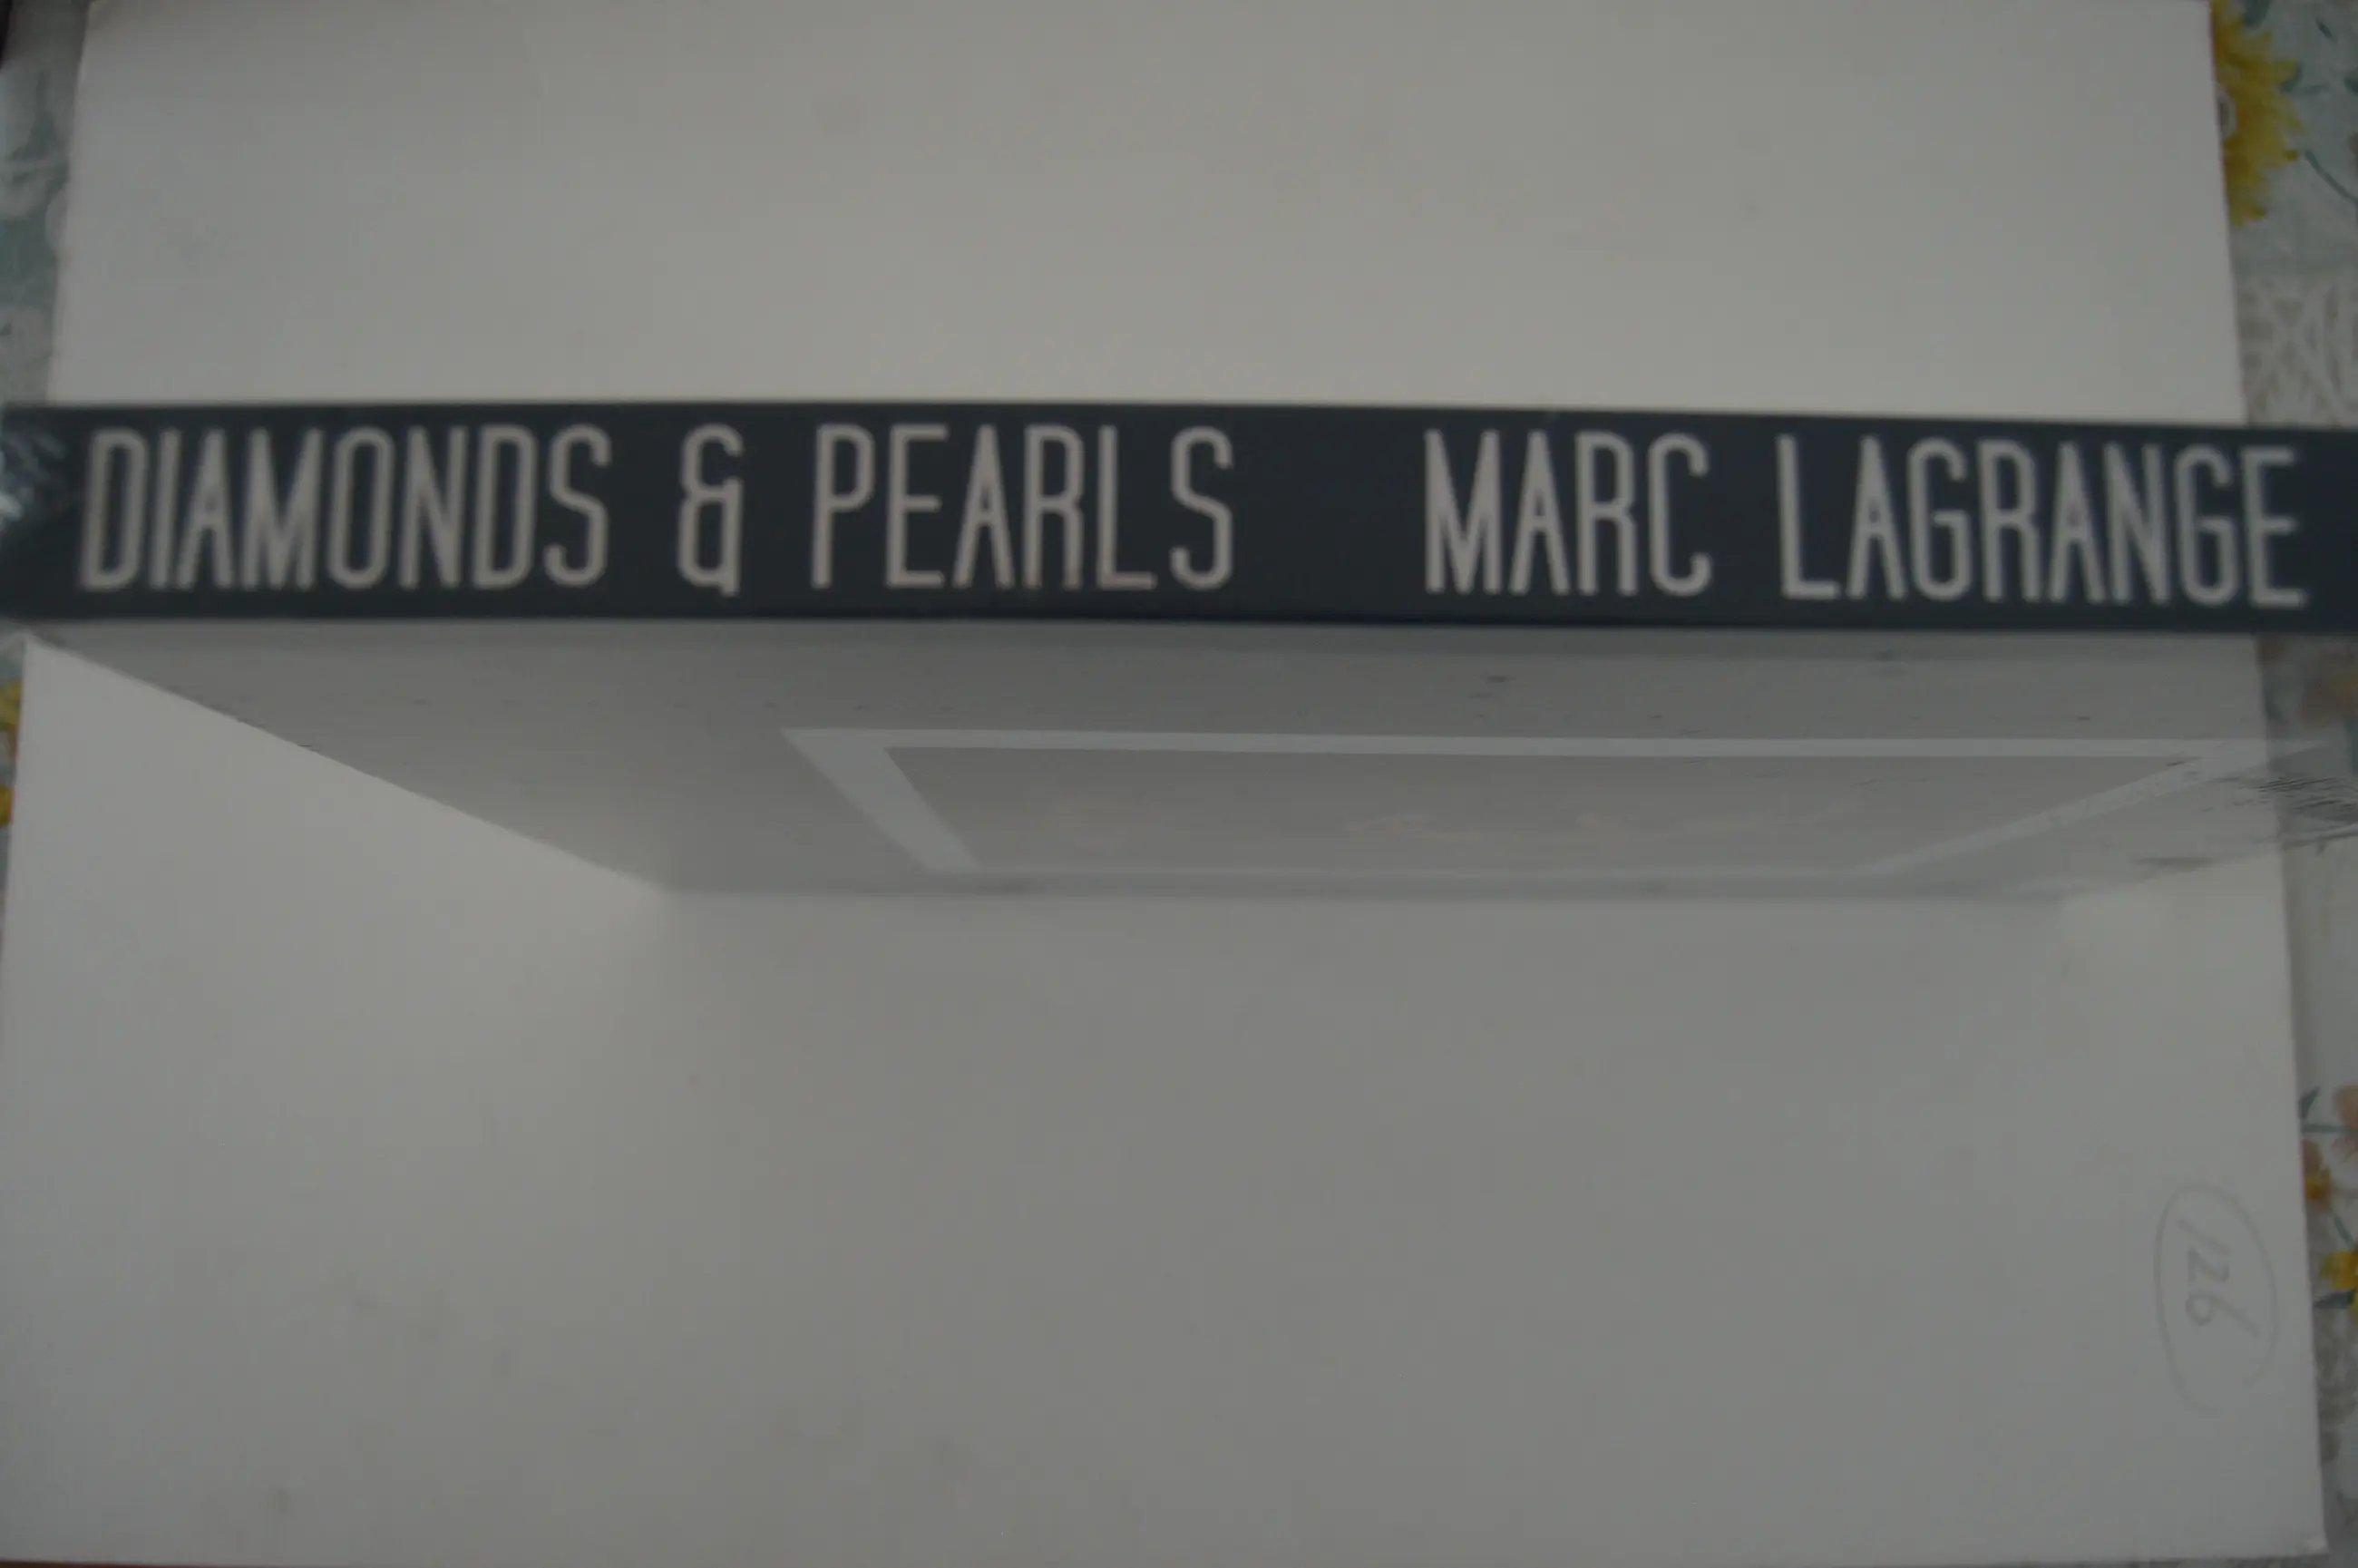 DIAMONDS & PEARLS MARC LAGRANGE
126